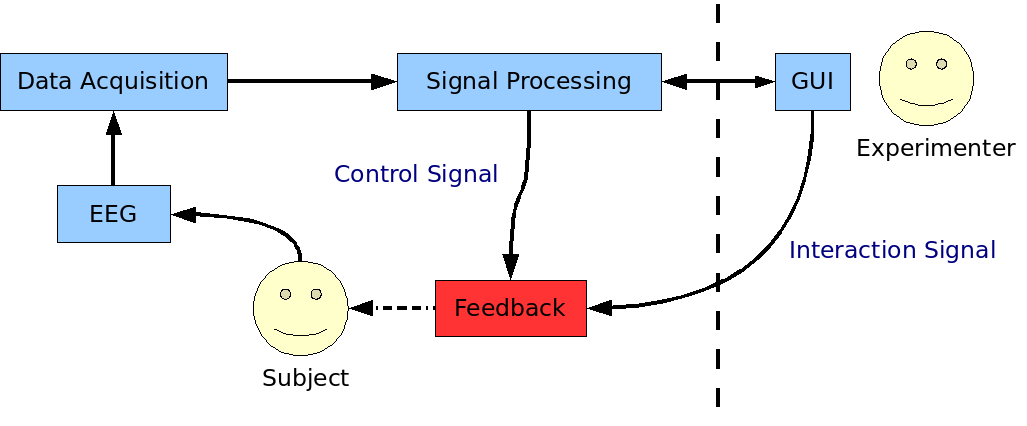 Data Acquisition
Signal Processing
GUI
Experimenter
Control Signal
EEG
Interaction Signal
Feedback
Subject